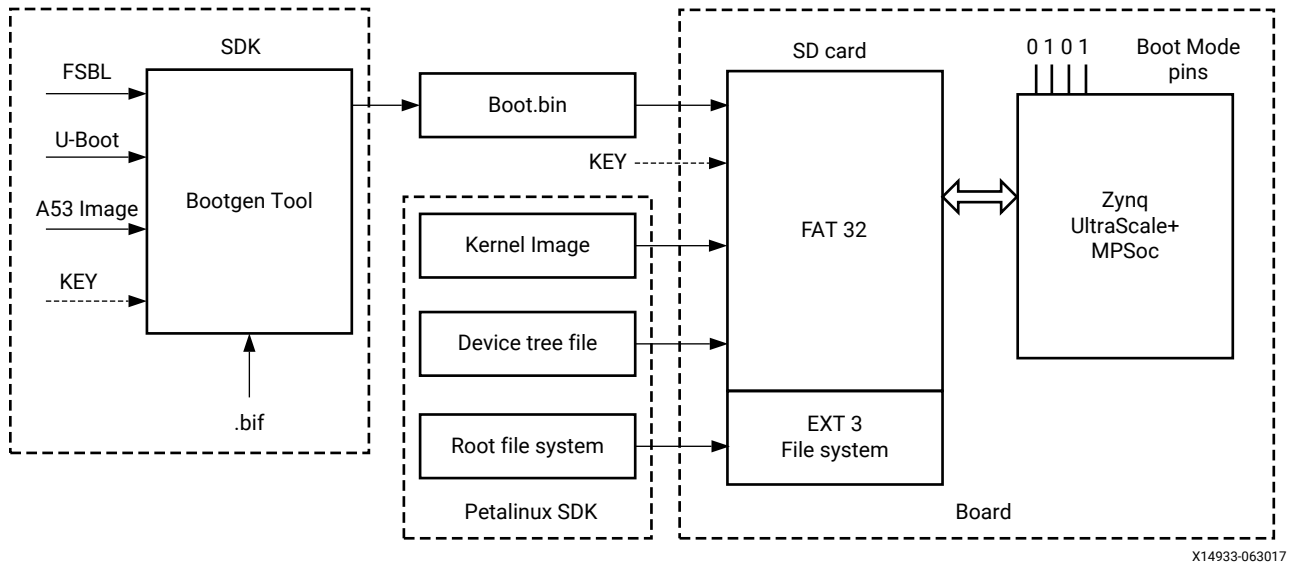 SDK
FSBL
U-Boot
A53 Image
KEY
Bootgen Tool
.bif
Boot.bin
KEY
Kernel Image
Device tree file
Root file system
Petalinux SDK
SD card
FAT 32
EXT 3
File system
0 1 0 1
Boot Mode
pins
Zynq
UltraScale+
MPSoc
Board
X14933-063017